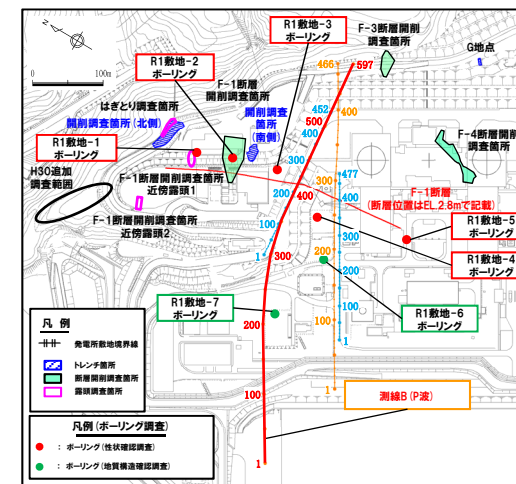 R1敷地-3
ボーリング
F-3断層開削
調査箇所
G地点
R1敷地-2
ボーリング
F-1断層
開削調査箇所
466
597
0
100m
はぎとり調査箇所
開削調査箇所(北側)
開削調査
箇所
(南側)
452
400
500
400
R1敷地-1
ボーリング
F-4断層開削
調査箇所
H30追加
調査範囲
F-1断層開削調査箇所
近傍露頭1
300
200
400
300
477
400
F-1断層
(断層位置はEL2.8mで記載)
F-1断層開削調査箇所
近傍露頭2
100
1
300
200
300
200
R1敷地-5
ボーリング
R1敷地-4
ボーリング
R1敷地-7
ボーリング
R1敷地-6
ボーリング
200
100
100
1
凡 例
発電所敷地境界線
トレンチ箇所
断層開削調査箇所
露頭調査箇所
100
1
測線B(P波)
凡例(ボーリング調査)
: ボーリング(性状確認調査)
: ボーリング(地質構造確認調査)
1